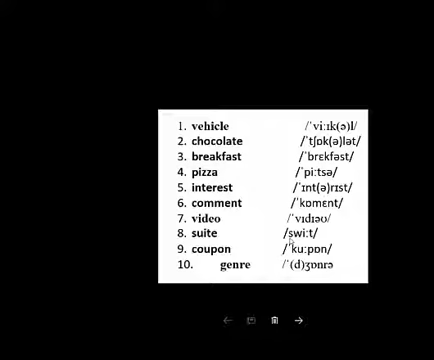 1. vehicle /ˈviːɪk(ə)l/
2. chocolate /ˈtʃɒk(ə)lət/
3. breakfast /ˈbrɛkfəst/
4. pizza /ˈpiːtsə/
5. interest /ˈɪnt(ə)rɪst/
6. comment /ˈkɒmɛnt/
7. video /ˈvɪdɪəʊ/
8. suite /swiːt/
9. coupon /ˈkuːpɒn/
10. genre /ˈ(d)ʒɒnrə